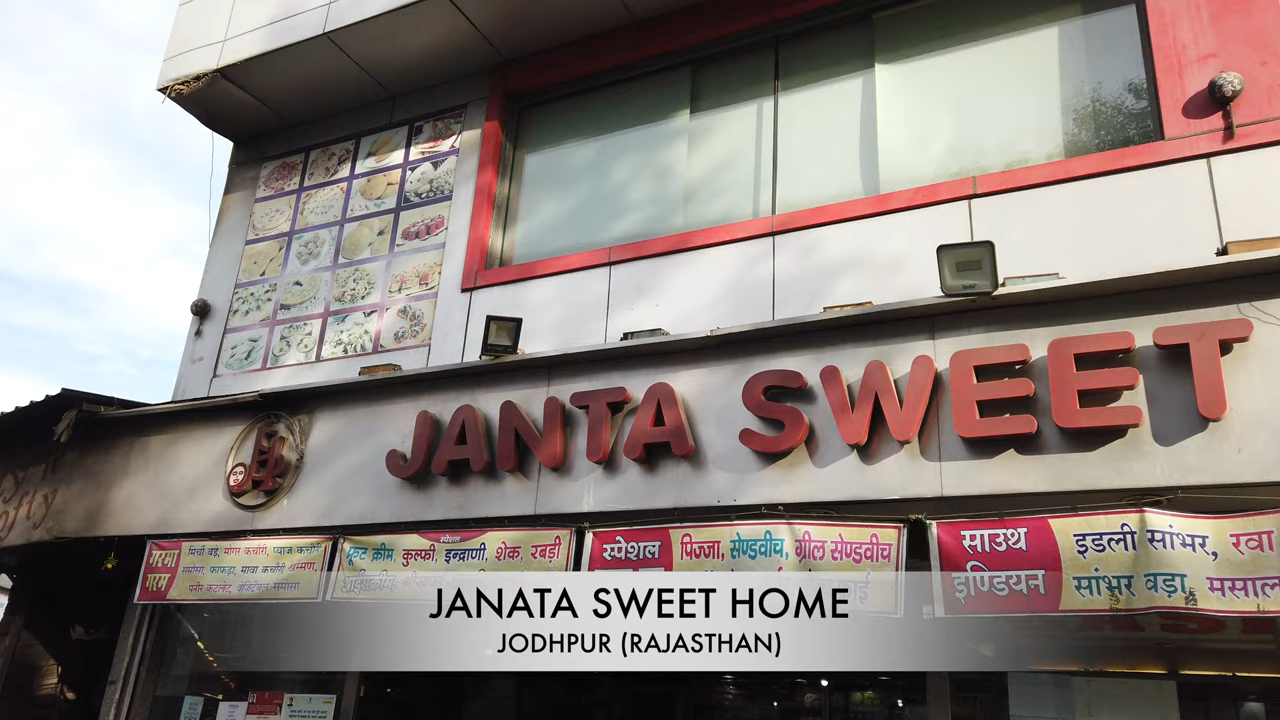 JANTA SWEET
गरमा
गरम
मिर्ची बड़े, मोगर कचौरी, प्याज कचौरी
समोसा, फाफड़ा, मावा कचौरी
पनीर कटलेट, वेजिटेबल समोसा
स्पेशल
फ्रूट क्रीम, कुल्फी, इन्द्राणी, शेक, रबड़ी
स्पेशल
पिज्जा, सेण्डवीच, ग्रील सेण्डवीच
साउथ
इण्डियन
इडली सांभर, रवा
सांभर वड़ा, मसाल
JANATA SWEET HOME
JODHPUR (RAJASTHAN)